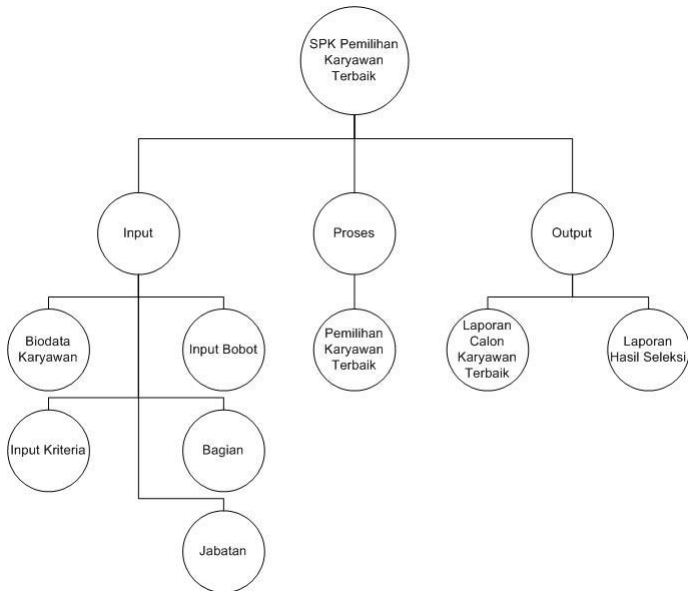 SPK Pemilihan
Karyawan
Terbaik
Input
Proses
Output
Biodata
Karyawan
Input Bobot
Pemilihan
Karyawan
Terbaik
Laporan
Calon
Karyawan
Terbaik
Laporan
Hasil Seleksi
Input Kriteria
Bagian
Jabatan